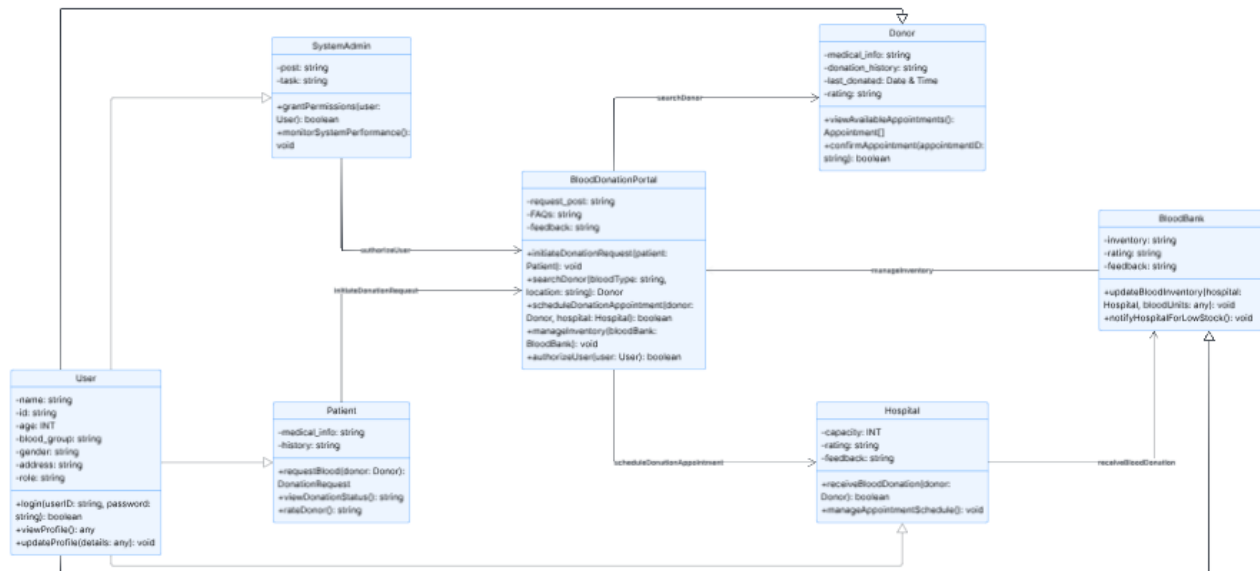 SystemAdmin
-post: string
-task: string
+grantPermissions(user:
User): boolean
+monitorSystemPerformance():
void
Donor
-medical_info: string
-donation_history: string
-last_donated: Date & Time
-rating: string
+viewAvailableAppointments():
Appointment[]
+confirmAppointment(appointmentID:
string): boolean
searchDonor
BloodDonationPortal
-request_post: string
-FAQs: string
-feedback: string
+initiateDonationRequest(patient:
Patient): void
+searchDonor(bloodType: string,
location: string): Donor
+scheduleDonationAppointment(donor:
Donor, hospital: Hospital): boolean
+manageInventory(bloodBank:
BloodBank): void
+authorizeUser(user: User): boolean
authorizeUser
initiateDonationRequest
manageInventory
BloodBank
-inventory: string
-rating: string
-feedback: string
+updateBloodInventory(hospital:
Hospital, bloodUnits: any): void
+notifyHospitalForLowStock(): void
User
-name: string
-id: string
-age: INT
-blood_group: string
-gender: string
-address: string
-role: string
+login(userID: string, password:
string): boolean
+viewProfile(): any
+updateProfile(details: any): void
Patient
-medical_info: string
-history: string
+requestBlood(donor: Donor):
DonationRequest
+viewDonationStatus(): string
+rateDonor(): string
scheduleDonationAppointment
Hospital
-capacity: INT
-rating: string
-feedback: string
+receiveBloodDonation(donor:
Donor): boolean
+manageAppointmentSchedule(): void
receiveBloodDonation